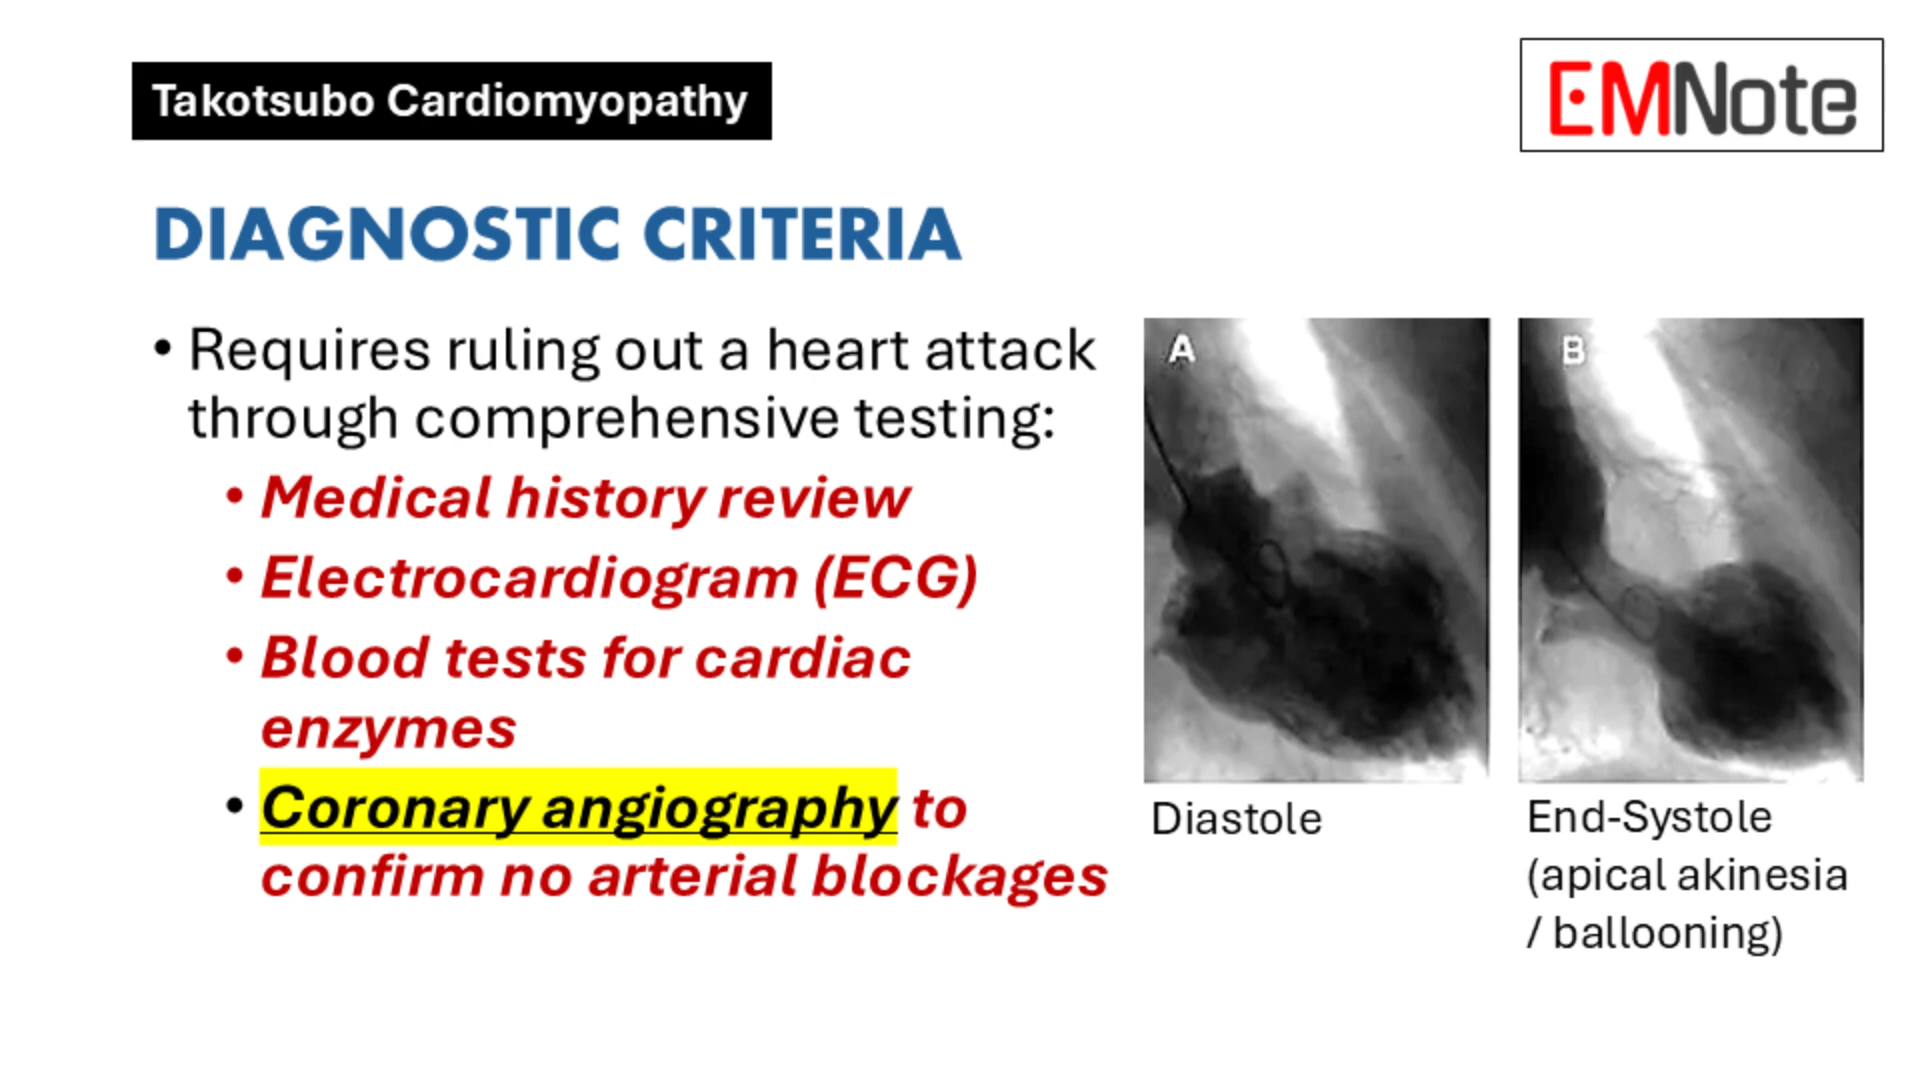 Takotsubo Cardiomyopathy
EMNote
DIAGNOSTIC CRITERIA
• Requires ruling out a heart attack
through comprehensive testing:
• Medical history review
• Electrocardiogram (ECG)
• Blood tests for cardiac
enzymes
• Coronary angiography to
confirm no arterial blockages
A
B
Diastole
End-Systole
(apical akinesia
/ ballooning)